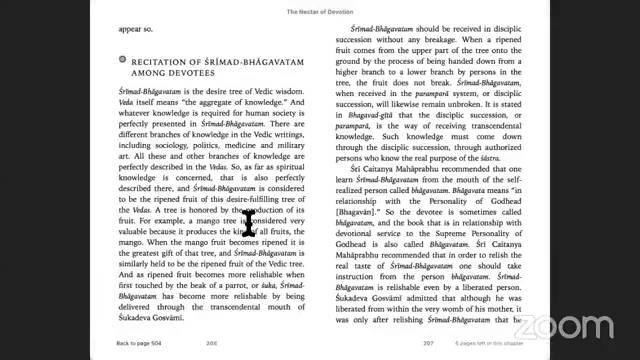 The Nectar of Devotion
appear so.
RECITATION OF ŚRĪMAD-BHĀGAVATAM
AMONG DEVOTEES
Śrīmad-Bhāgavatam is the desire tree of Vedic wisdom.
Veda itself means "the aggregate of knowledge." And
whatever knowledge is required for human society is
perfectly presented in Śrīmad-Bhāgavatam. There are
different branches of knowledge in the Vedic writings,
including sociology, politics, medicine and military
art. All these and other branches of knowledge are
perfectly described in the Vedas. So, as far as spiritual
knowledge is concerned, that is also perfectly
described there, and Śrīmad-Bhāgavatam is considered
to be the ripened fruit of this desire-fulfilling tree of
the Vedas. A tree is honored by the production of its
fruit. For example, a mango tree is considered very
valuable because it produces the king of all fruits, the
mango. When the mango fruit becomes ripened it is
the greatest gift of that tree, and Śrīmad-Bhāgavatam is
similarly held to be the ripened fruit of the Vedic tree.
And as ripened fruit becomes more relishable when
first touched by the beak of a parrot, or śuka, Śrīmad-
Bhāgavatam has become more relishable by being
delivered through the transcendental mouth of
Śukadeva Gosvāmī.
Back to page 504
206
Śrīmad-Bhāgavatam should be received in disciplic
succession without any breakage. When a ripened
fruit comes from the upper part of the tree onto the
ground by the process of being handed down from a
higher branch to a lower branch by persons in the
tree, the fruit does not break. Śrīmad-Bhāgavatam,
when received in the paramparā system, or disciplic
succession, will likewise remain unbroken. It is stated
in Bhagavad-gītā that the disciplic succession, or
paramparā, is the way of receiving transcendental
knowledge. Such knowledge must come down
through the disciplic succession, through authorized
persons who know the real purpose of the śāstra.
Śrī Caitanya Mahāprabhu recommended that one
learn Śrīmad-Bhāgavatam from the mouth of the self-
realized person called bhāgavatam. Bhāgavata means "in
relationship with the Personality of Godhead
[Bhagavān]." So the devotee is sometimes called
bhāgavatam, and the book that is in relationship with
devotional service to the Supreme Personality of
Godhead is also called Bhāgavatam. Śrī Caitanya
Mahāprabhu recommended that in order to relish the
real taste of Śrīmad-Bhāgavatam one should take
instruction from the person bhāgavatam. Śrīmad-
Bhāgavatam is relishable even by a liberated person.
Śukadeva Gosvāmī admitted that although he was
liberated from within the very womb of his mother, it
was only after relishing Śrīmad-Bhāgavatam that he
207
6 pages left in this chapter
zoom